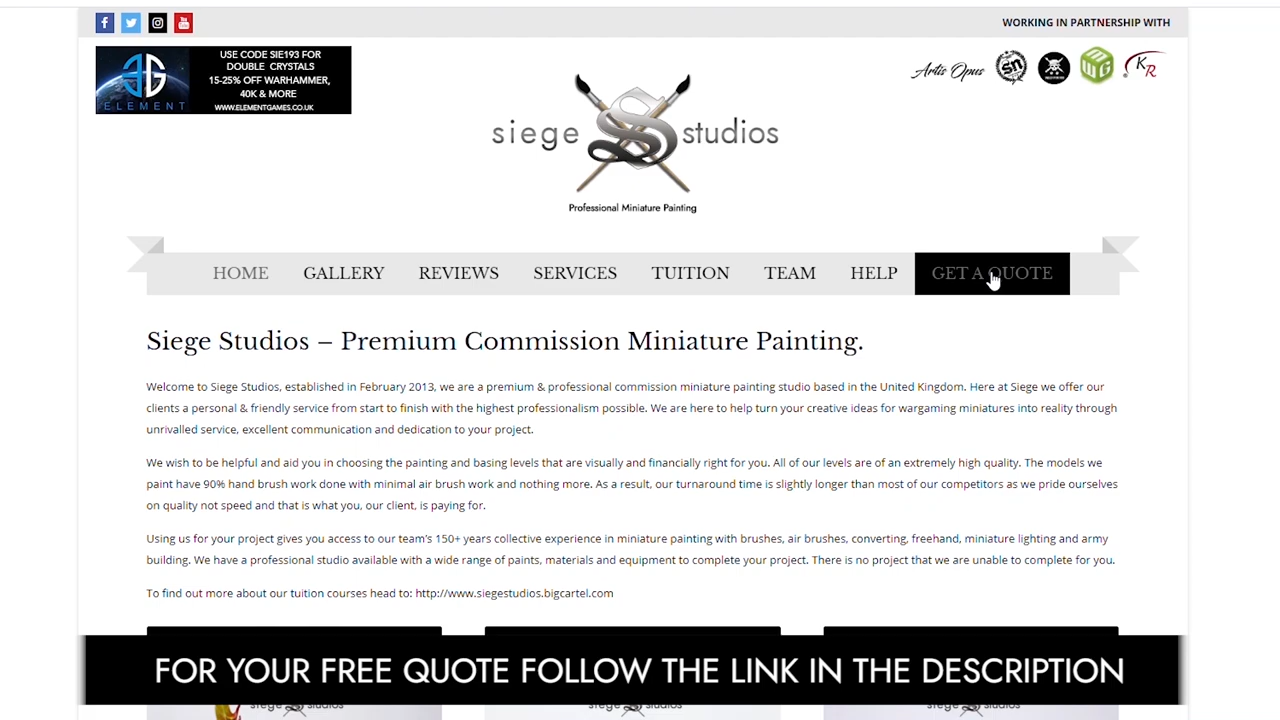 WORKING IN PARTNERSHIP WITH
USE CODE SIE193 FOR
DOUBLE CRYSTALS
15-25% OFF WARHAMMER,
40K & MORE
WWW.ELEMENTGAMES.CO.UK
ELEMENT
Artis Opus
KR
siege studios
Professional Miniature Painting
HOME GALLERY REVIEWS SERVICES TUITION TEAM HELP GET A QUOTE
Siege Studios – Premium Commission Miniature Painting.
Welcome to Siege Studios, established in February 2013, we are a premium & professional commission miniature painting studio based in the United Kingdom. Here at Siege we offer our
clients a personal & friendly service from start to finish with the highest professionalism possible. We are here to help turn your creative ideas for wargaming miniatures into reality through
unrivalled service, excellent communication and dedication to your project.
We wish to be helpful and aid you in choosing the painting and basing levels that are visually and financially right for you. All of our levels are of an extremely high quality. The models we
paint have 90% hand brush work done with minimal air brush work and nothing more. As a result, our turnaround time is slightly longer than most of our competitors as we pride ourselves
on quality not speed and that is what you, our client, is paying for.
Using us for your project gives you access to our team's 150+ years collective experience in miniature painting with brushes, air brushes, converting, freehand, miniature lighting and army
building. We have a professional studio available with a wide range of paints, materials and equipment to complete your project. There is no project that we are unable to complete for you.
To find out more about our tuition courses head to: http://www.siegestudios.bigcartel.com
FOR YOUR FREE QUOTE FOLLOW THE LINK IN THE DESCRIPTION